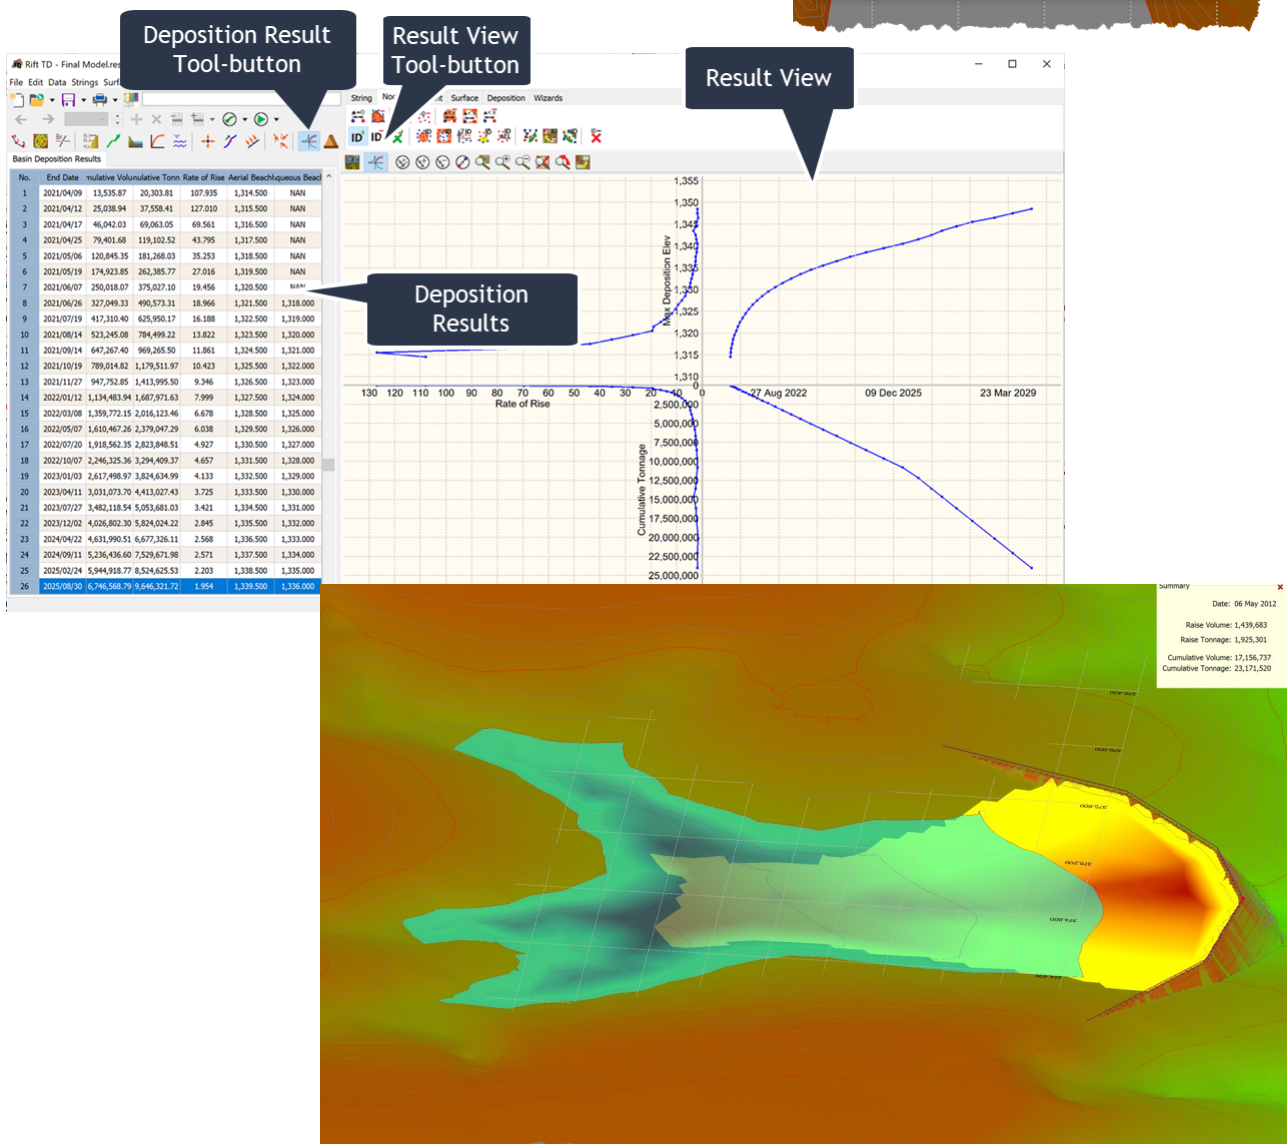 Deposition Result
Tool-button
Result View
Tool-button
Result View
Rift TD - Final Model.res
File Edit Data Strings Surf
String No t Surface Deposition Wizards
ID ID
Basin Deposition Results
No. End Date mulative Volu nulative Tonn Rate of Rise Aerial Beach queous Beacl
1 2021/04/09 13,535.87 20,303.81 107.935 1,314.500 NAN
2 2021/04/12 25,038.94 37,558.41 127.010 1,315.500 NAN
3 2021/04/17 46,042.03 69,063.05 69.561 1,316.500 NAN
4 2021/04/25 79,401.68 119,102.52 43.795 1,317.500 NAN
5 2021/05/06 120,845.35 181,268.03 35.253 1,318.500 NAN
6 2021/05/19 174,923.85 262,385.77 27.016 1,319.500 NAN
7 2021/06/07 250,018.07 375,027.10 19.456 1,320.500 NAN
8 2021/06/26 327,049.33 490,573.31 18.966 1,321.500 1,318.000
9 2021/07/19 417,310.40 625,950.17 16.188 1,322.500 1,319.000
10 2021/08/14 523,245.08 784,499.22 13.822 1,323.500 1,320.000
11 2021/09/14 647,267.40 969,265.50 11.861 1,324.500 1,321.000
12 2021/10/19 789,014.82 1,179,511.97 10.423 1,325.500 1,322.000
13 2021/11/27 947,752.85 1,413,995.50 9.346 1,326.500 1,323.000
14 2022/01/12 1,134,483.94 1,687,971.63 7.999 1,327.500 1,324.000
15 2022/03/08 1,359,772.15 2,016,123.46 6.678 1,328.500 1,325.000
16 2022/05/07 1,610,467.26 2,379,047.29 6.038 1,329.500 1,326.000
17 2022/07/20 1,918,562.35 2,823,848.51 4.927 1,330.500 1,327.000
18 2022/10/07 2,246,325.36 3,294,409.37 4.657 1,331.500 1,328.000
19 2023/01/03 2,617,498.97 3,824,634.99 4.133 1,332.500 1,329.000
20 2023/04/11 3,031,073.70 4,413,027.43 3.725 1,333.500 1,330.000
21 2023/07/27 3,482,118.54 5,053,681.03 3.421 1,334.500 1,331.000
22 2023/12/02 4,026,802.30 5,824,024.22 2.845 1,335.500 1,332.000
23 2024/04/22 4,631,990.51 6,677,326.11 2.568 1,336.500 1,333.000
24 2024/09/11 5,236,436.60 7,529,671.98 2.571 1,337.500 1,334.000
25 2025/02/24 5,944,918.77 8,524,625.53 2.203 1,338.500 1,335.000
26 2025/08/30 6,746,568.79 9,646,321.72 1.954 1,339.500 1,336.000
Deposition
Results
1,355
1,350
1,345
1,340
1,335
1,330
1,325
1,320
1,315
1,310
Max Deposition Elev
0
130 120 110 100 90 80 70 60 50 40 30 20 10 0
Rate of Rise
27 Aug 2022 09 Dec 2025 23 Mar 2029
2,500,000
5,000,000
7,500,000
10,000,000
12,500,000
15,000,000
17,500,000
20,000,000
22,500,000
25,000,000
Cumulative Tonnage
Summary
Date: 06 May 2012
Raise Volume: 1,439,683
Raise Tonnage: 1,925,301
Cumulative Volume: 17,156,737
Cumulative Tonnage: 23,171,520
376,400
376,000
375,600
375,200
374,800
374,400